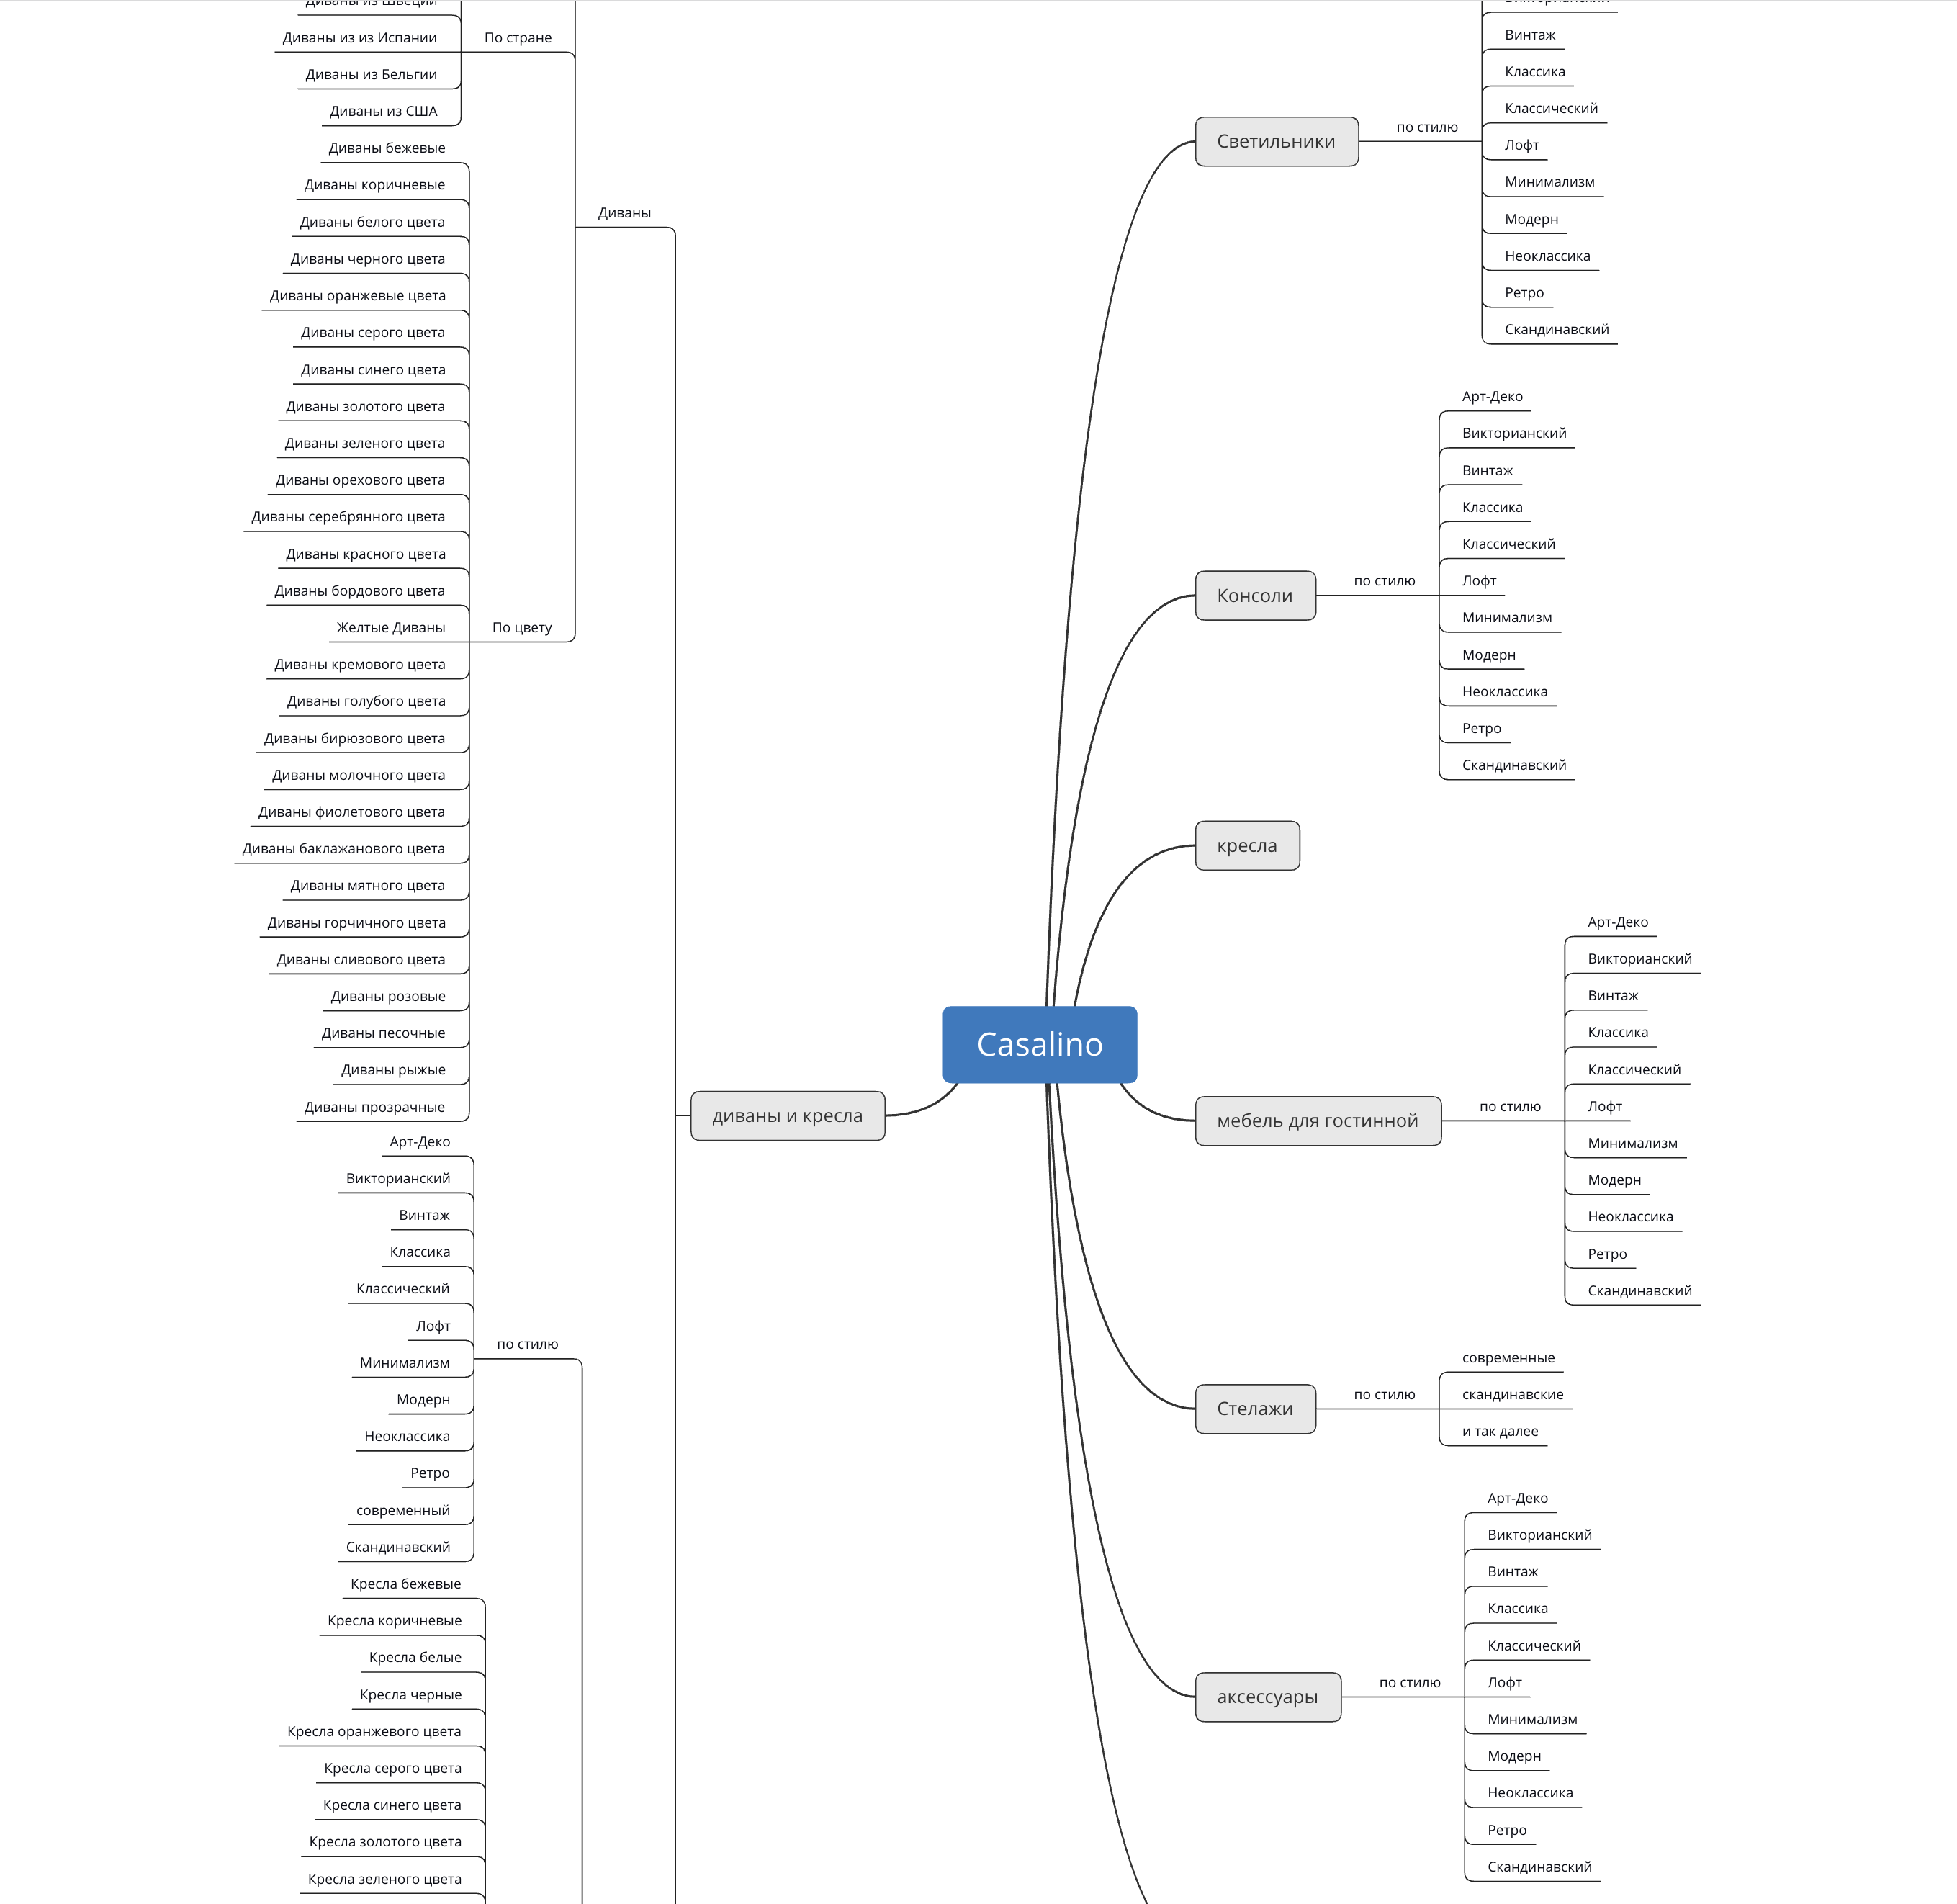 Диваны из Швеции
Диваны из из Испании
Диваны из Бельгии
Диваны из США
По стране
Диваны бежевые
Диваны коричневые
Диваны белого цвета
Диваны черного цвета
Диваны оранжевые цвета
Диваны серого цвета
Диваны синего цвета
Диваны золотого цвета
Диваны зеленого цвета
Диваны орехового цвета
Диваны серебрянного цвета
Диваны красного цвета
Диваны бордового цвета
Желтые Диваны
Диваны кремового цвета
Диваны голубого цвета
Диваны бирюзового цвета
Диваны молочного цвета
Диваны фиолетового цвета
Диваны баклажанового цвета
Диваны мятного цвета
Диваны горчичного цвета
Диваны сливового цвета
Диваны розовые
Диваны песочные
Диваны рыжие
Диваны прозрачные
По цвету
Диваны
Арт-Деко
Викторианский
Винтаж
Классика
Классический
Лофт
Минимализм
Модерн
Неоклассика
Ретро
современный
Скандинавский
по стилю
Кресла бежевые
Кресла коричневые
Кресла белые
Кресла черные
Кресла оранжевого цвета
Кресла серого цвета
Кресла синего цвета
Кресла золотого цвета
Кресла зеленого цвета
диваны и кресла
Casalino
Светильники
по стилю
Викторианский
Винтаж
Классика
Классический
Лофт
Минимализм
Модерн
Неоклассика
Ретро
Скандинавский
Консоли
по стилю
Арт-Деко
Викторианский
Винтаж
Классика
Классический
Лофт
Минимализм
Модерн
Неоклассика
Ретро
Скандинавский
кресла
мебель для гостинной
по стилю
Арт-Деко
Викторианский
Винтаж
Классика
Классический
Лофт
Минимализм
Модерн
Неоклассика
Ретро
Скандинавский
Стелажи
по стилю
современные
скандинавские
и так далее
аксессуары
по стилю
Арт-Деко
Викторианский
Винтаж
Классика
Классический
Лофт
Минимализм
Модерн
Неоклассика
Ретро
Скандинавский